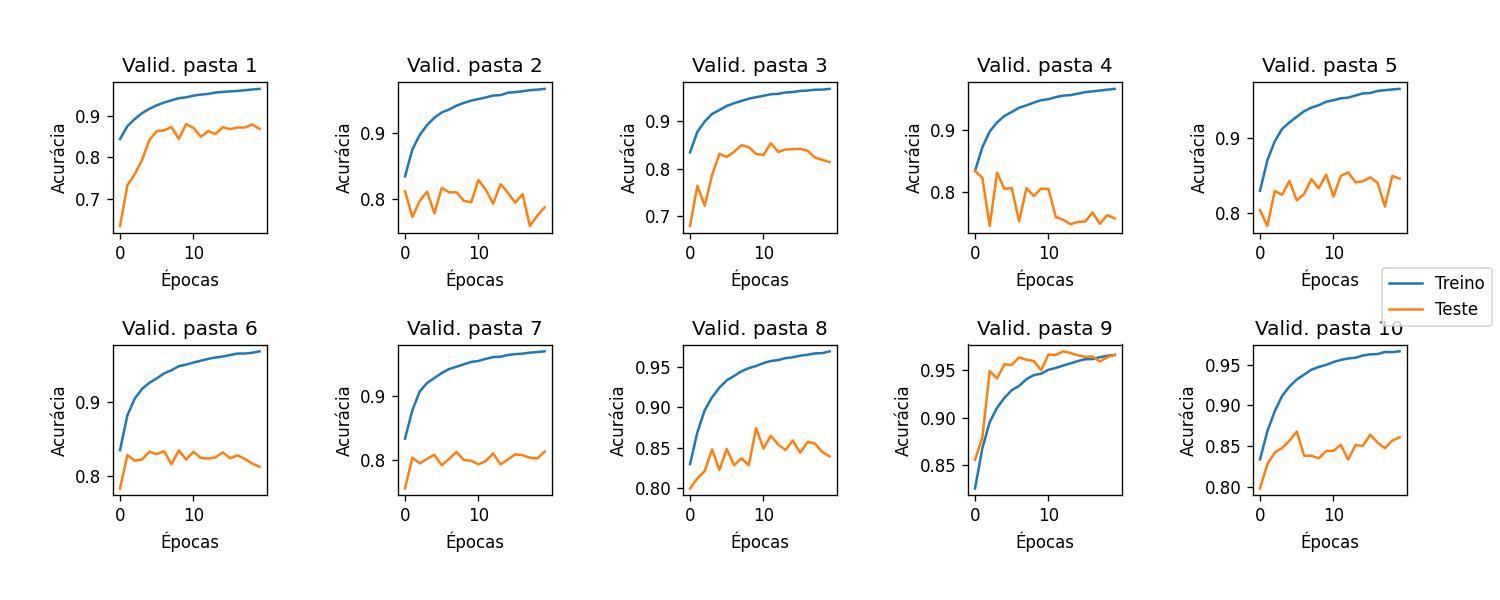 Valid. pasta 1
Valid. pasta 2
Valid. pasta 3
Valid. pasta 4
Valid. pasta 5
Acurácia
0.9
0.8
0.7
0 10
Épocas
Acurácia
0.9
0.8
0 10
Épocas
Acurácia
0.9
0.8
0.7
0 10
Épocas
Acurácia
0.9
0.8
0 10
Épocas
Acurácia
0.9
0.8
0 10
Épocas
Treino
Teste
Valid. pasta 6
Valid. pasta 7
Valid. pasta 8
Valid. pasta 9
Valid. pasta 10
Acurácia
0.9
0.8
0 10
Épocas
Acurácia
0.9
0.8
0 10
Épocas
Acurácia
0.95
0.90
0.85
0.80
0 10
Épocas
Acurácia
0.95
0.90
0.85
0 10
Épocas
Acurácia
0.95
0.90
0.85
0.80
0 10
Épocas